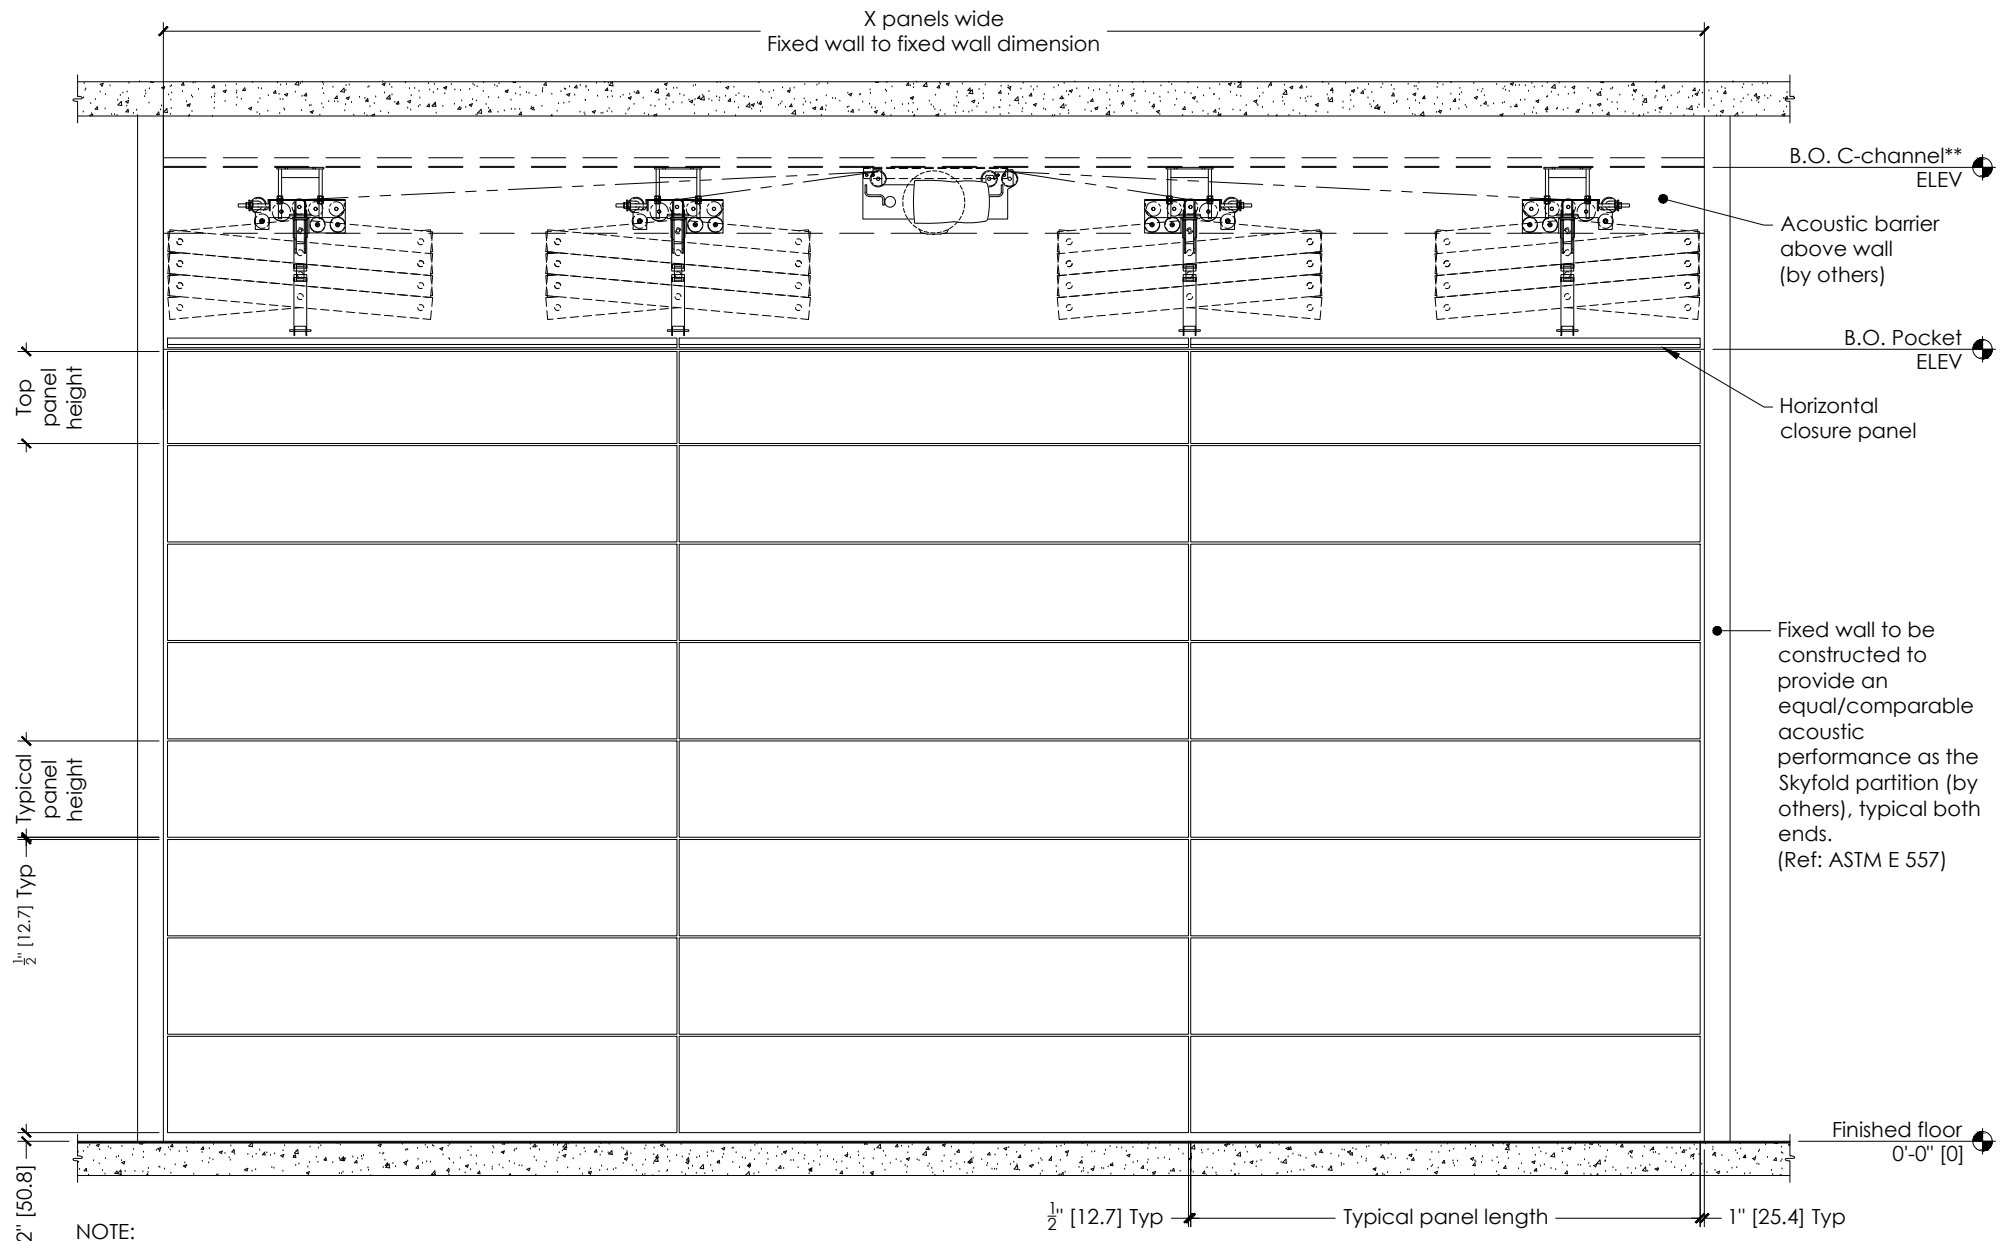 X panels wide
Fixed wall to fixed wall dimension
B.O. C-channel**
ELEV
Acoustic barrier
above wall
(by others)
B.O. Pocket
ELEV
Top
panel
height
Horizontal
closure panel
Fixed wall to be
constructed to
provide an
equal/comparable
acoustic
performance as the
Skyfold partition (by
others), typical both
ends.
(Ref: ASTM E 557)
Typical
panel
height
½" [12.7] Typ
Finished floor
0'-0" [0]
2" [50.8]
½" [12.7] Typ
Typical panel length
1" [25.4] Typ
NOTE: